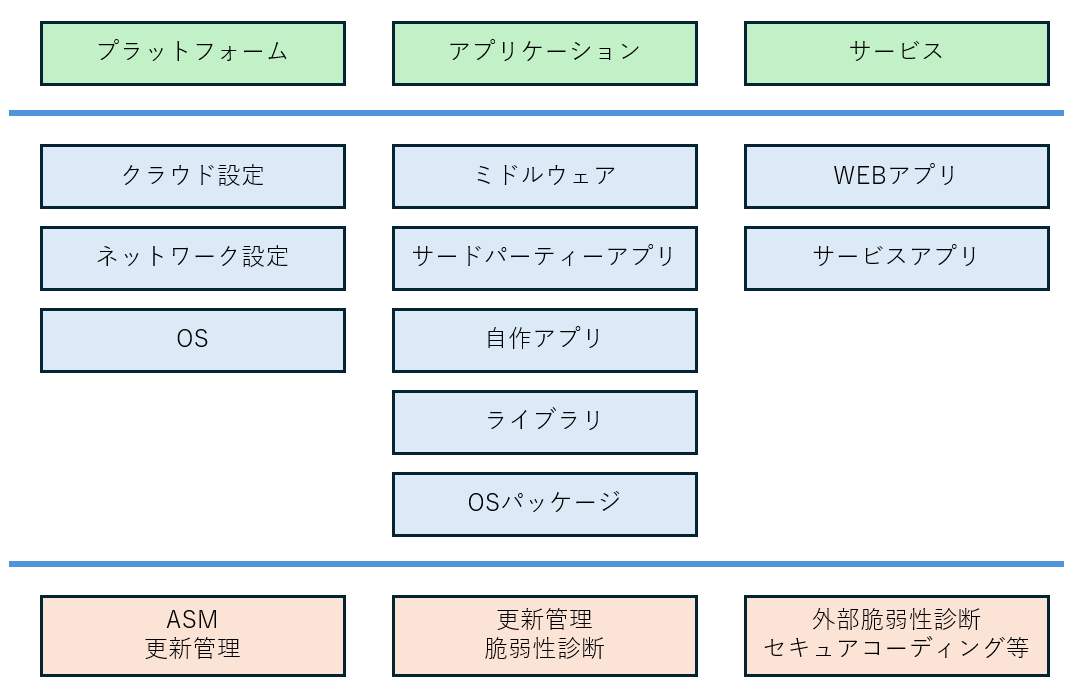 プラットフォーム
アプリケーション
サービス
クラウド設定
ミドルウェア
WEBアプリ
ネットワーク設定
サードパーティーアプリ
サービスアプリ
OS
自作アプリ
ライブラリ
OSパッケージ
ASM
更新管理
更新管理
脆弱性診断
外部脆弱性診断
セキュアコーディング等